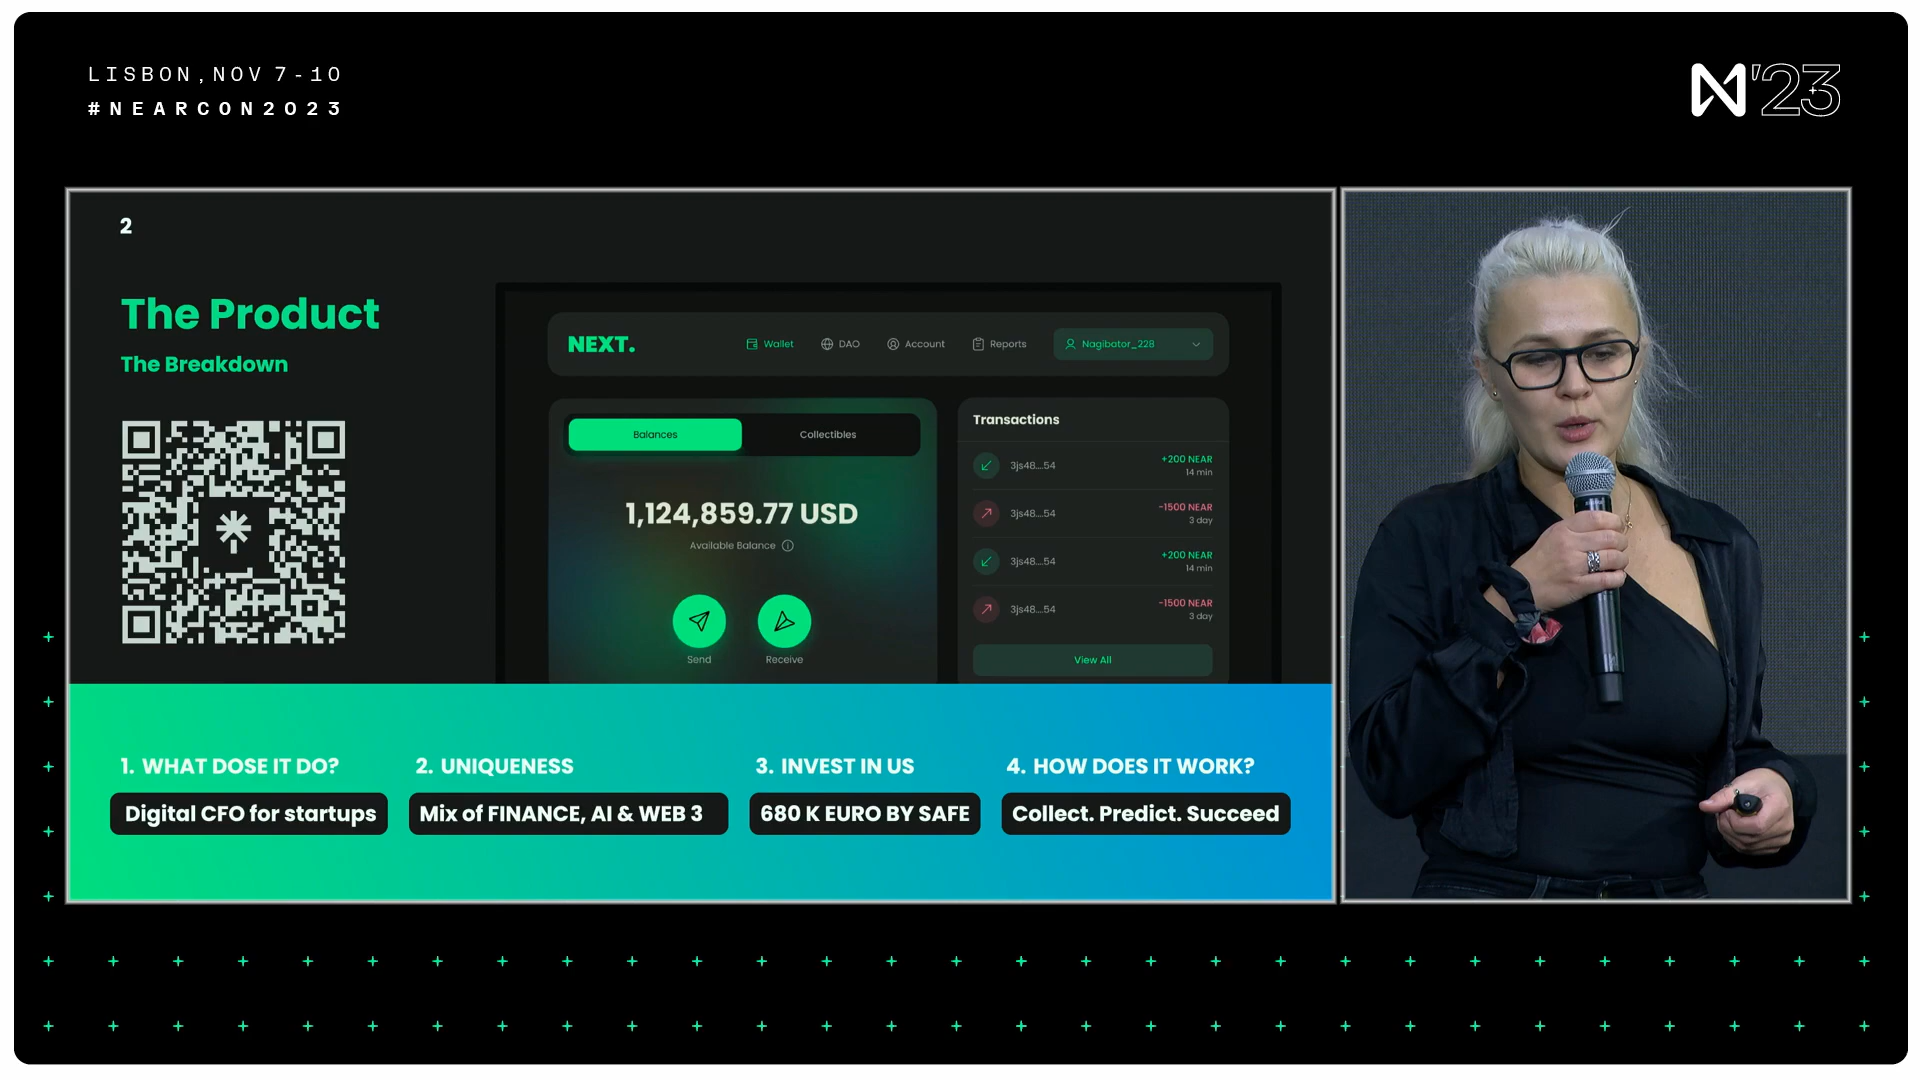 LISBON, NOV 7-10
#NEARCON2023
N'23
2
The Product
The Breakdown
NEXT.
Wallet
DAO
Account
Reports
Nagibator_228
Balances
Collectibles
1,124,859.77 USD
Available Balance
Send
Receive
Transactions
3js48...54
+200 NEAR
14 min
3js48...54
-1500 NEAR
3 day
3js48...54
+200 NEAR
14 min
3js48...54
-1500 NEAR
3 day
View All
1. WHAT DOSE IT DO?
Digital CFO for startups
2. UNIQUENESS
Mix of FINANCE, AI & WEB 3
3. INVEST IN US
680 K EURO BY SAFE
4. HOW DOES IT WORK?
Collect. Predict. Succeed